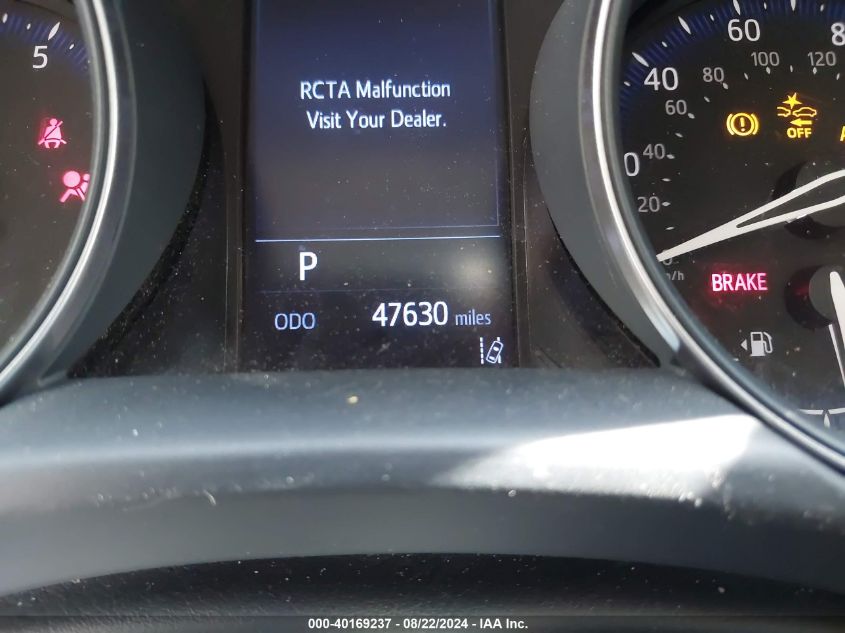 5
RCTA Malfunction
Visit Your Dealer.
P
ODO 47630 miles
60
40 80 100 120
60
40
20
OFF
BRAKE
000-40169237 - 08/22/2024 - IAA Inc.